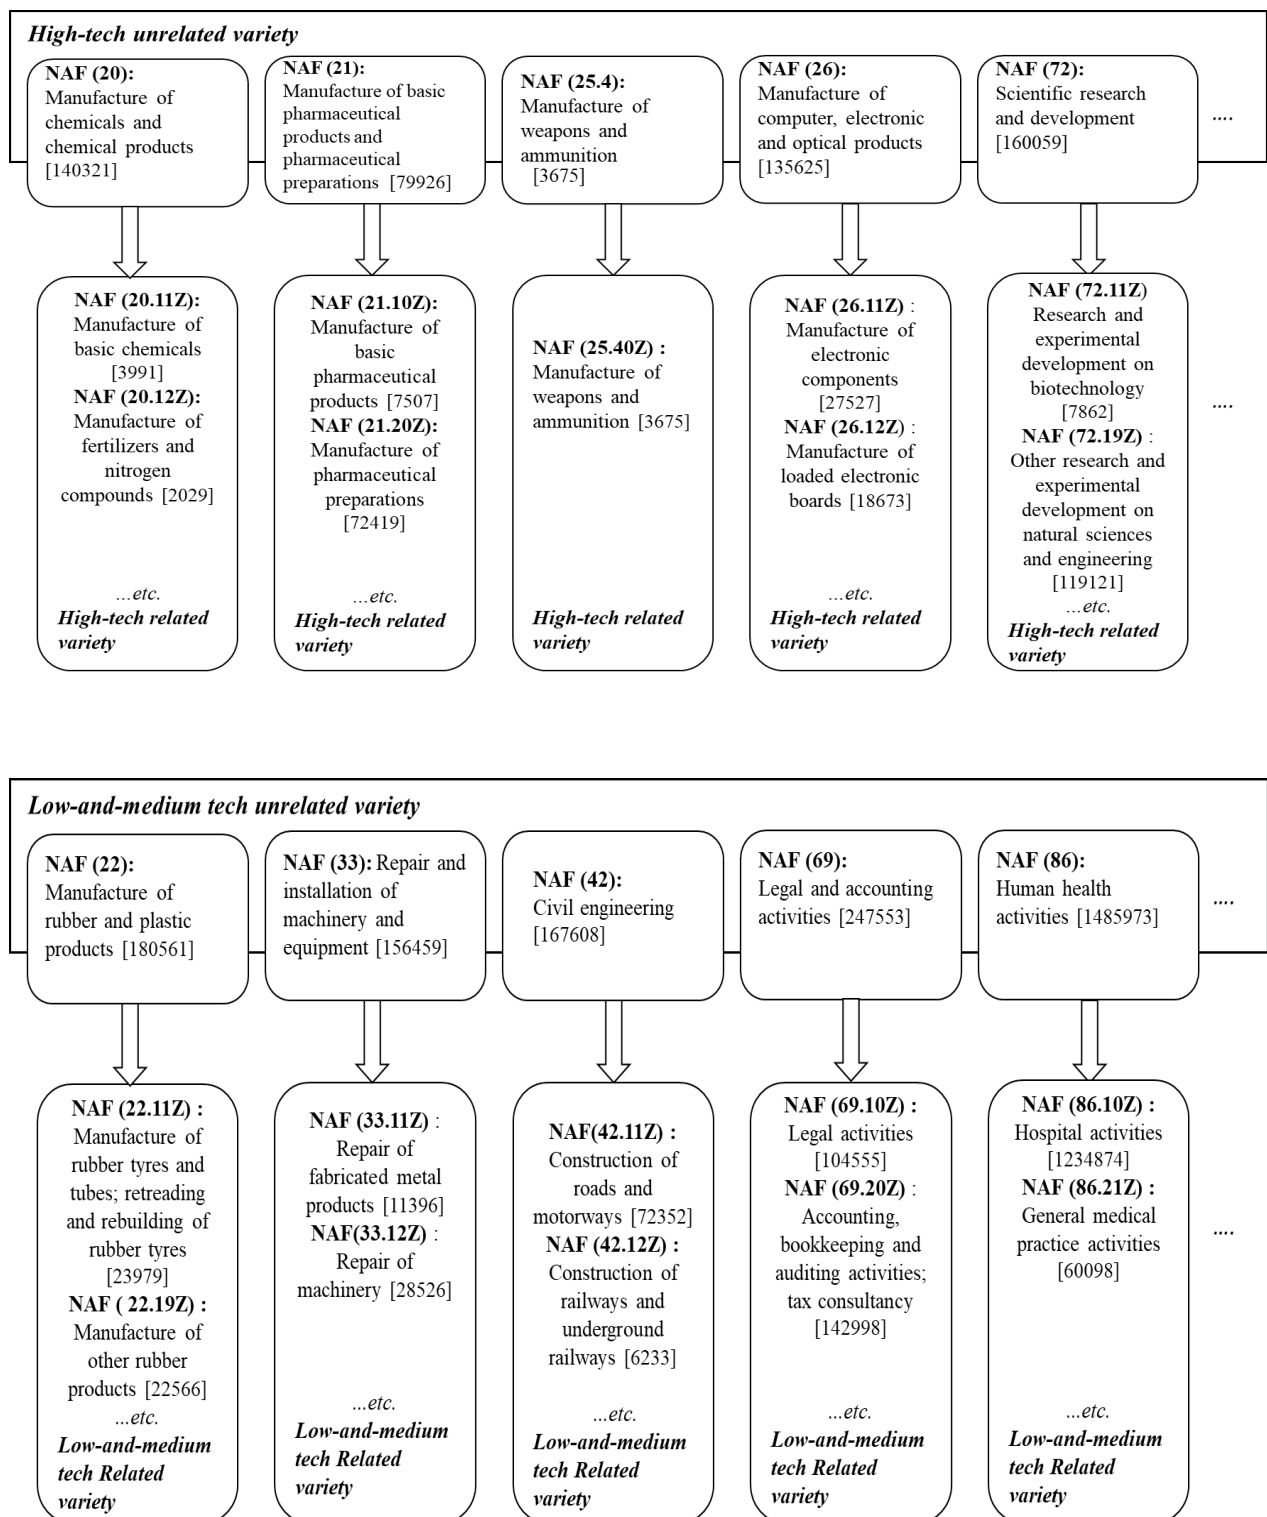 High-tech unrelated variety
NAF (20):
Manufacture of
chemicals and
chemical products
[140321]
NAF (21):
Manufacture of basic
pharmaceutical
products and
pharmaceutical
preparations [79926]
NAF (25.4):
Manufacture of
weapons and
ammunition
[3675]
NAF (26):
Manufacture of
computer, electronic
and optical products
[135625]
NAF (72):
Scientific research
and development
[160059]
....
NAF (20.11Z):
Manufacture of
basic chemicals
[3991]
NAF (20.12Z):
Manufacture of
fertilizers and
nitrogen
compounds [2029]
...etc.
High-tech related
variety
NAF (21.10Z):
Manufacture of
basic
pharmaceutical
products [7507]
NAF (21.20Z):
Manufacture of
pharmaceutical
preparations
[72419]
...etc.
High-tech related
variety
NAF (25.40Z) :
Manufacture of
weapons and
ammunition [3675]
High-tech related
variety
NAF (26.11Z) :
Manufacture of
electronic
components
[27527]
NAF (26.12Z) :
Manufacture of
loaded electronic
boards [18673]
...etc.
High-tech related
variety
NAF (72.11Z)
Research and
experimental
development on
biotechnology
[7862]
NAF (72.19Z) :
Other research and
experimental
development on
natural sciences
and engineering
[119121]
...etc.
High-tech related
variety
....
Low-and-medium tech unrelated variety
NAF (22):
Manufacture of
rubber and plastic
products [180561]
NAF (33): Repair and
installation of
machinery and
equipment [156459]
NAF (42):
Civil engineering
[167608]
NAF (69):
Legal and accounting
activities [247553]
NAF (86):
Human health
activities [1485973]
....
NAF (22.11Z) :
Manufacture of
rubber tyres and
tubes; retreading
and rebuilding of
rubber tyres
[23979]
NAF ( 22.19Z) :
Manufacture of
other rubber
products [22566]
...etc.
Low-and-medium
tech Related
variety
NAF (33.11Z) :
Repair of
fabricated metal
products [11396]
NAF(33.12Z) :
Repair of
machinery [28526]
...etc.
Low-and-medium
tech Related
variety
NAF(42.11Z) :
Construction of
roads and
motorways [72352]
NAF (42.12Z) :
Construction of
railways and
underground
railways [6233]
...etc.
Low-and-medium
tech Related
variety
NAF (69.10Z) :
Legal activities
[104555]
NAF (69.20Z) :
Accounting,
bookkeeping and
auditing activities;
tax consultancy
[142998]
...etc.
Low-and-medium
tech Related
variety
NAF (86.10Z) :
Hospital activities
[1234874]
NAF (86.21Z) :
General medical
practice activities
[60098]
...etc.
Low-and-medium
tech Related
variety
....